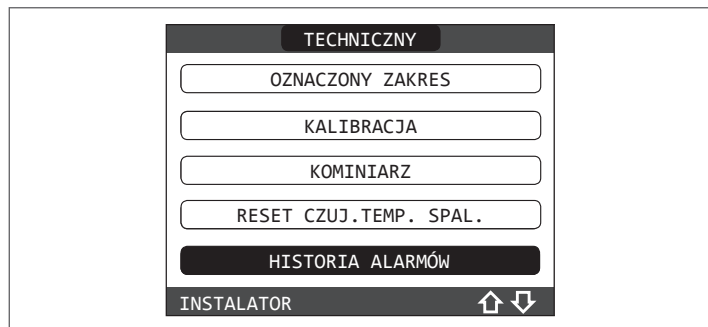 TECHNICZNY
OZNACZONY ZAKRES
KALIBRACJA
KOMINIARZ
RESET CZUJ.TEMP. SPAL.
HISTORIA ALARMÓW
INSTALATOR